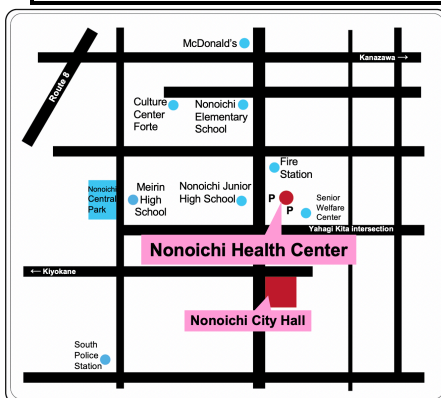 McDonald's
Kanazawa →
Route 8
Culture
Center
Forte
Nonoichi
Elementary
School
Fire
Station
Nonoichi
Central
Park
Meirin
High
School
Nonoichi Junior
High School
P
P
Senior
Welfare
Center
Yahagi Kita intersection
Nonoichi Health Center
← Kiyokane
Nonoichi City Hall
South
Police
Station